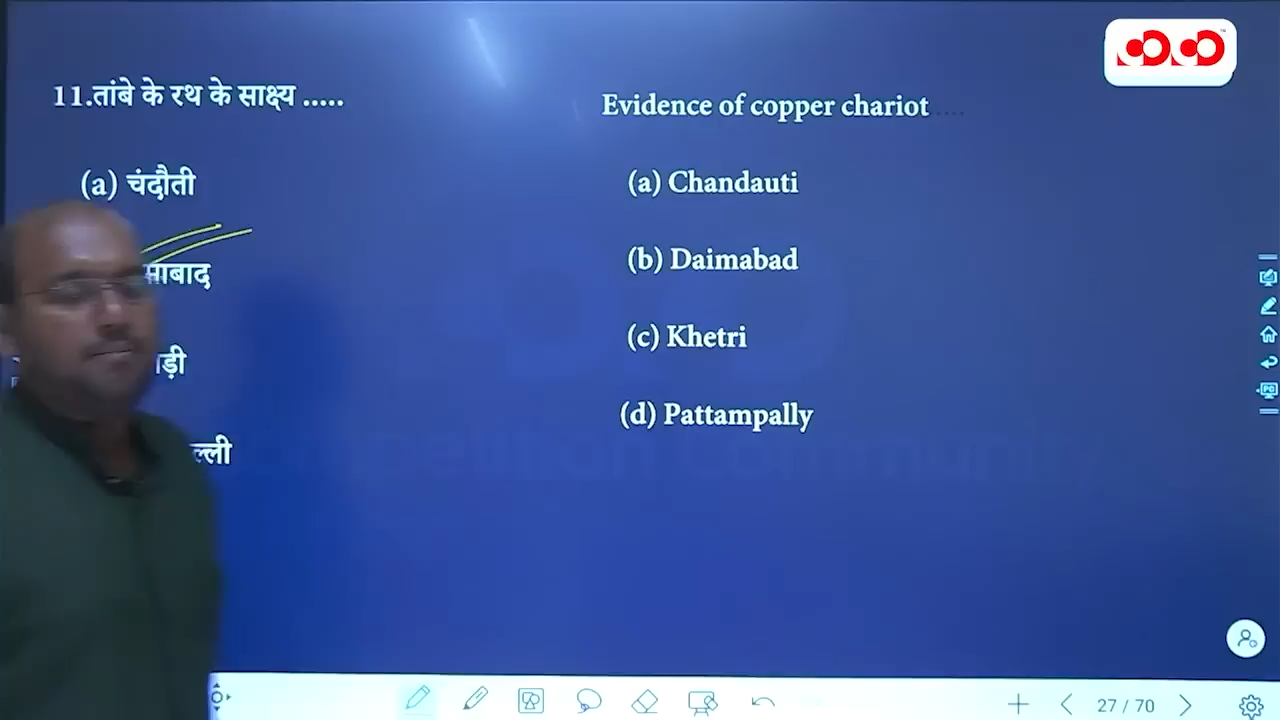 11.तांबे के रथ के साक्ष्य .....
(a) चंदौती
ड़ी
ल्ली
Evidence of copper chariot.....
(a) Chandauti
(b) Daimabad
(c) Khetri
(d) Pattampally
27 / 70